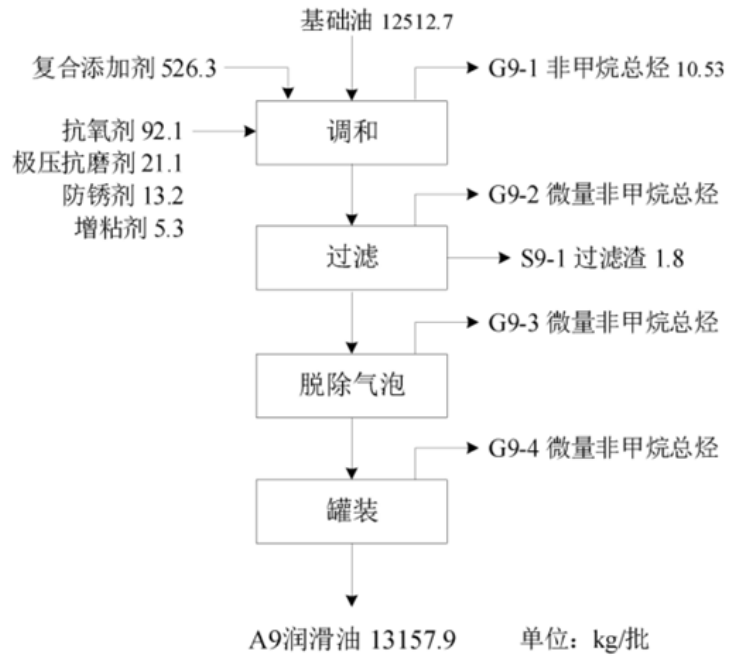 基础油 12512.7
复合添加剂 526.3
G9-1 非甲烷总烃 10.53
调和
抗氧剂 92.1
极压抗磨剂 21.1
防锈剂 13.2
增粘剂 5.3
G9-2 微量非甲烷总烃
过滤
S9-1 过滤渣 1.8
G9-3 微量非甲烷总烃
脱除气泡
G9-4 微量非甲烷总烃
罐装
A9润滑油 13157.9
单位：kg/批